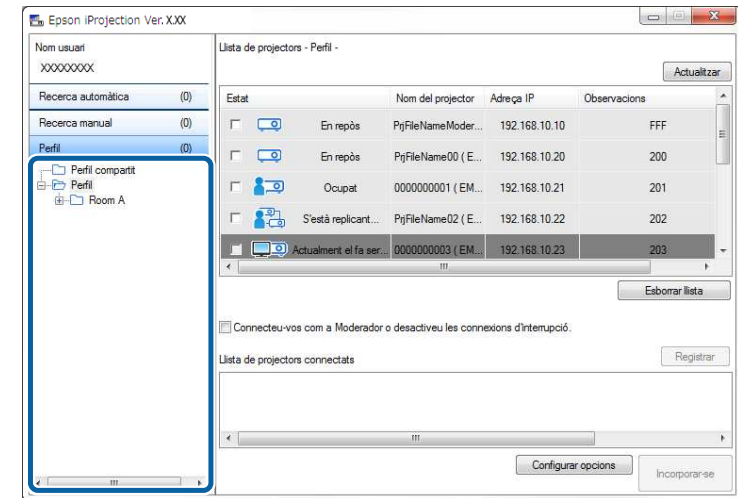 Epson iProjection Ver. X.XX
Nom usuari
XXXXXXXX
Recerca automàtica (0)
Recerca manual (0)
Perfil (0)
Perfil compartit
Perfil
Room A
Llista de projectors - Perfil -
Actualitzar
Estat Nom del projector Adreça IP Observacions
En repòs PrjFileNameModer... 192.168.10.10 FFF
En repòs PrjFileName00 ( E... 192.168.10.20 200
Ocupat 0000000001 ( EM... 192.168.10.21 201
S'està replicant... PrjFileName02 ( E... 192.168.10.22 202
Actualment el fa ser... 0000000003 ( EM... 192.168.10.23 203
Esborrar llista
Connecteu-vos com a Moderador o desactiveu les connexions d'interrupció.
Llista de projectors connectats
Registrar
Configurar opcions
Incorporar-se